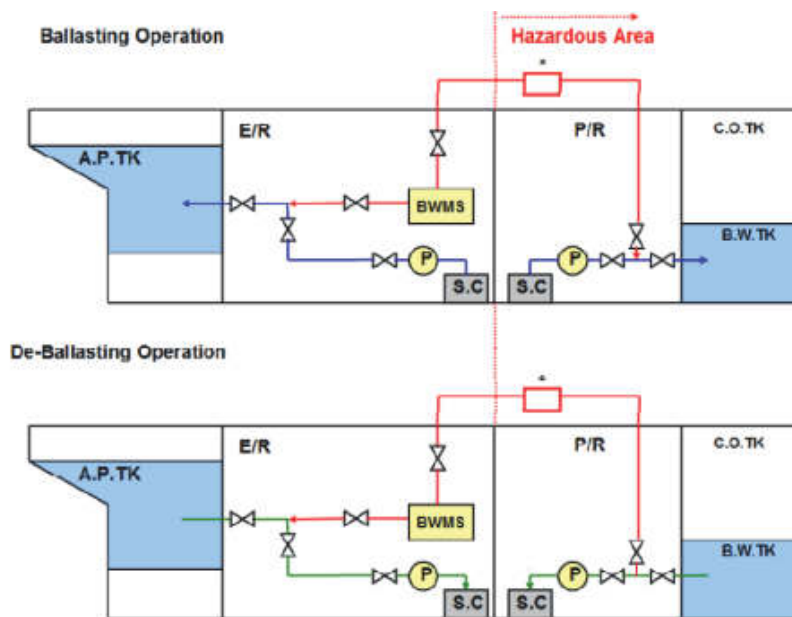 Ballasting Operation
Hazardous Area
*
E/R
P/R
C.O.TK
A.P.TK
BWMS
B.W.TK
P
P
S.C
S.C
De-Ballasting Operation
*
E/R
P/R
C.O.TK
A.P.TK
BWMS
B.W.TK
P
P
S.C
S.C